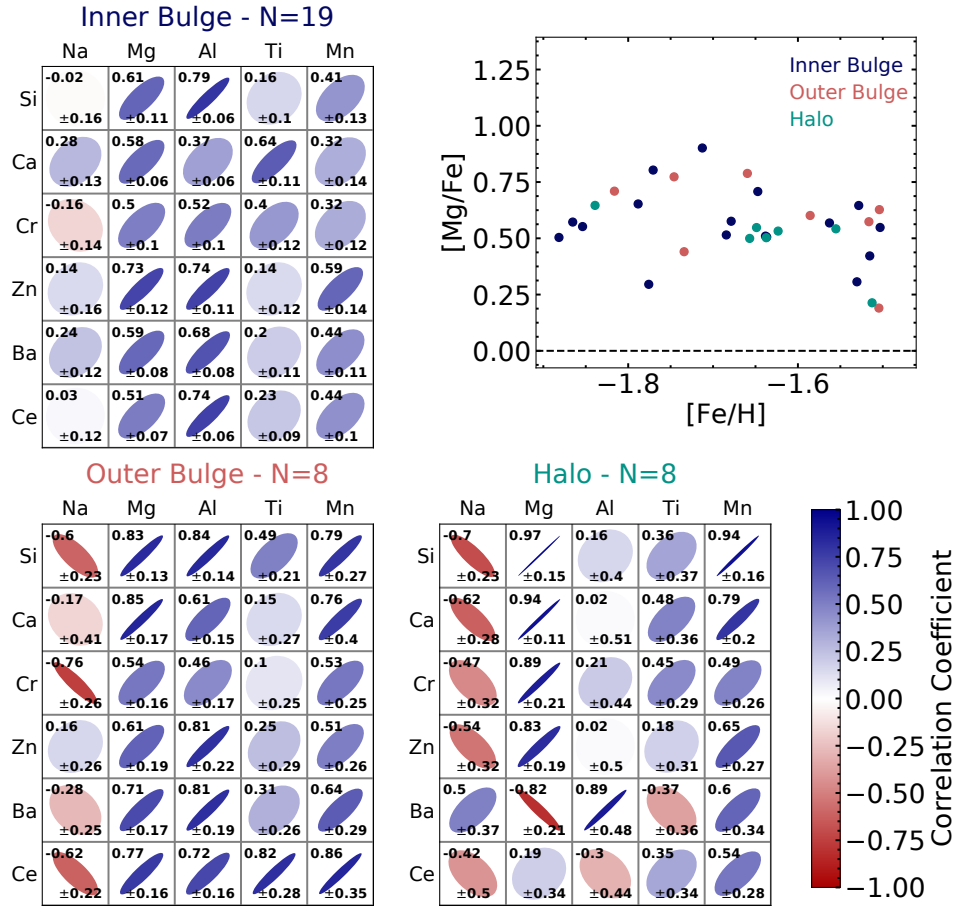 Inner Bulge - N=19
Na Mg Al Ti Mn
Si -0.02 ±0.16 0.61 ±0.11 0.79 ±0.06 0.16 ±0.1 0.41 ±0.13
Ca 0.28 ±0.13 0.58 ±0.06 0.37 ±0.06 0.64 ±0.11 0.32 ±0.14
Cr -0.16 ±0.14 0.5 ±0.1 0.52 ±0.1 0.4 ±0.12 0.32 ±0.12
Zn 0.14 ±0.16 0.73 ±0.12 0.74 ±0.11 0.14 ±0.12 0.59 ±0.14
Ba 0.24 ±0.12 0.59 ±0.08 0.68 ±0.08 0.2 ±0.11 0.44 ±0.11
Ce 0.03 ±0.12 0.51 ±0.07 0.74 ±0.06 0.23 ±0.09 0.44 ±0.1
[Mg/Fe]
1.25
1.00
0.75
0.50
0.25
0.00
Inner Bulge
Outer Bulge
Halo
−1.8 −1.6
[Fe/H]
Outer Bulge - N=8
Na Mg Al Ti Mn
Si -0.6 ±0.23 0.83 ±0.13 0.84 ±0.14 0.49 ±0.21 0.79 ±0.27
Ca -0.17 ±0.41 0.85 ±0.17 0.61 ±0.15 0.15 ±0.27 0.76 ±0.4
Cr -0.76 ±0.26 0.54 ±0.16 0.46 ±0.17 0.1 ±0.25 0.53 ±0.25
Zn 0.16 ±0.26 0.61 ±0.19 0.81 ±0.22 0.25 ±0.29 0.51 ±0.26
Ba -0.28 ±0.25 0.71 ±0.17 0.81 ±0.19 0.31 ±0.26 0.64 ±0.29
Ce -0.62 ±0.22 0.77 ±0.16 0.72 ±0.16 0.82 ±0.28 0.86 ±0.35
Halo - N=8
Na Mg Al Ti Mn
Si -0.7 ±0.23 0.97 ±0.15 0.16 ±0.4 0.36 ±0.37 0.94 ±0.16
Ca -0.62 ±0.28 0.94 ±0.11 0.02 ±0.51 0.48 ±0.36 0.79 ±0.2
Cr -0.47 ±0.32 0.89 ±0.21 0.21 ±0.44 0.45 ±0.29 0.49 ±0.26
Zn -0.54 ±0.32 0.83 ±0.19 0.02 ±0.5 0.18 ±0.31 0.65 ±0.27
Ba 0.5 ±0.37 -0.82 ±0.21 0.89 ±0.48 -0.37 ±0.36 0.6 ±0.34
Ce -0.42 ±0.5 0.19 ±0.34 -0.3 ±0.44 0.35 ±0.34 0.54 ±0.28
1.00
0.75
0.50
0.25
0.00
−0.25
−0.50
−0.75
−1.00
Correlation Coefficient